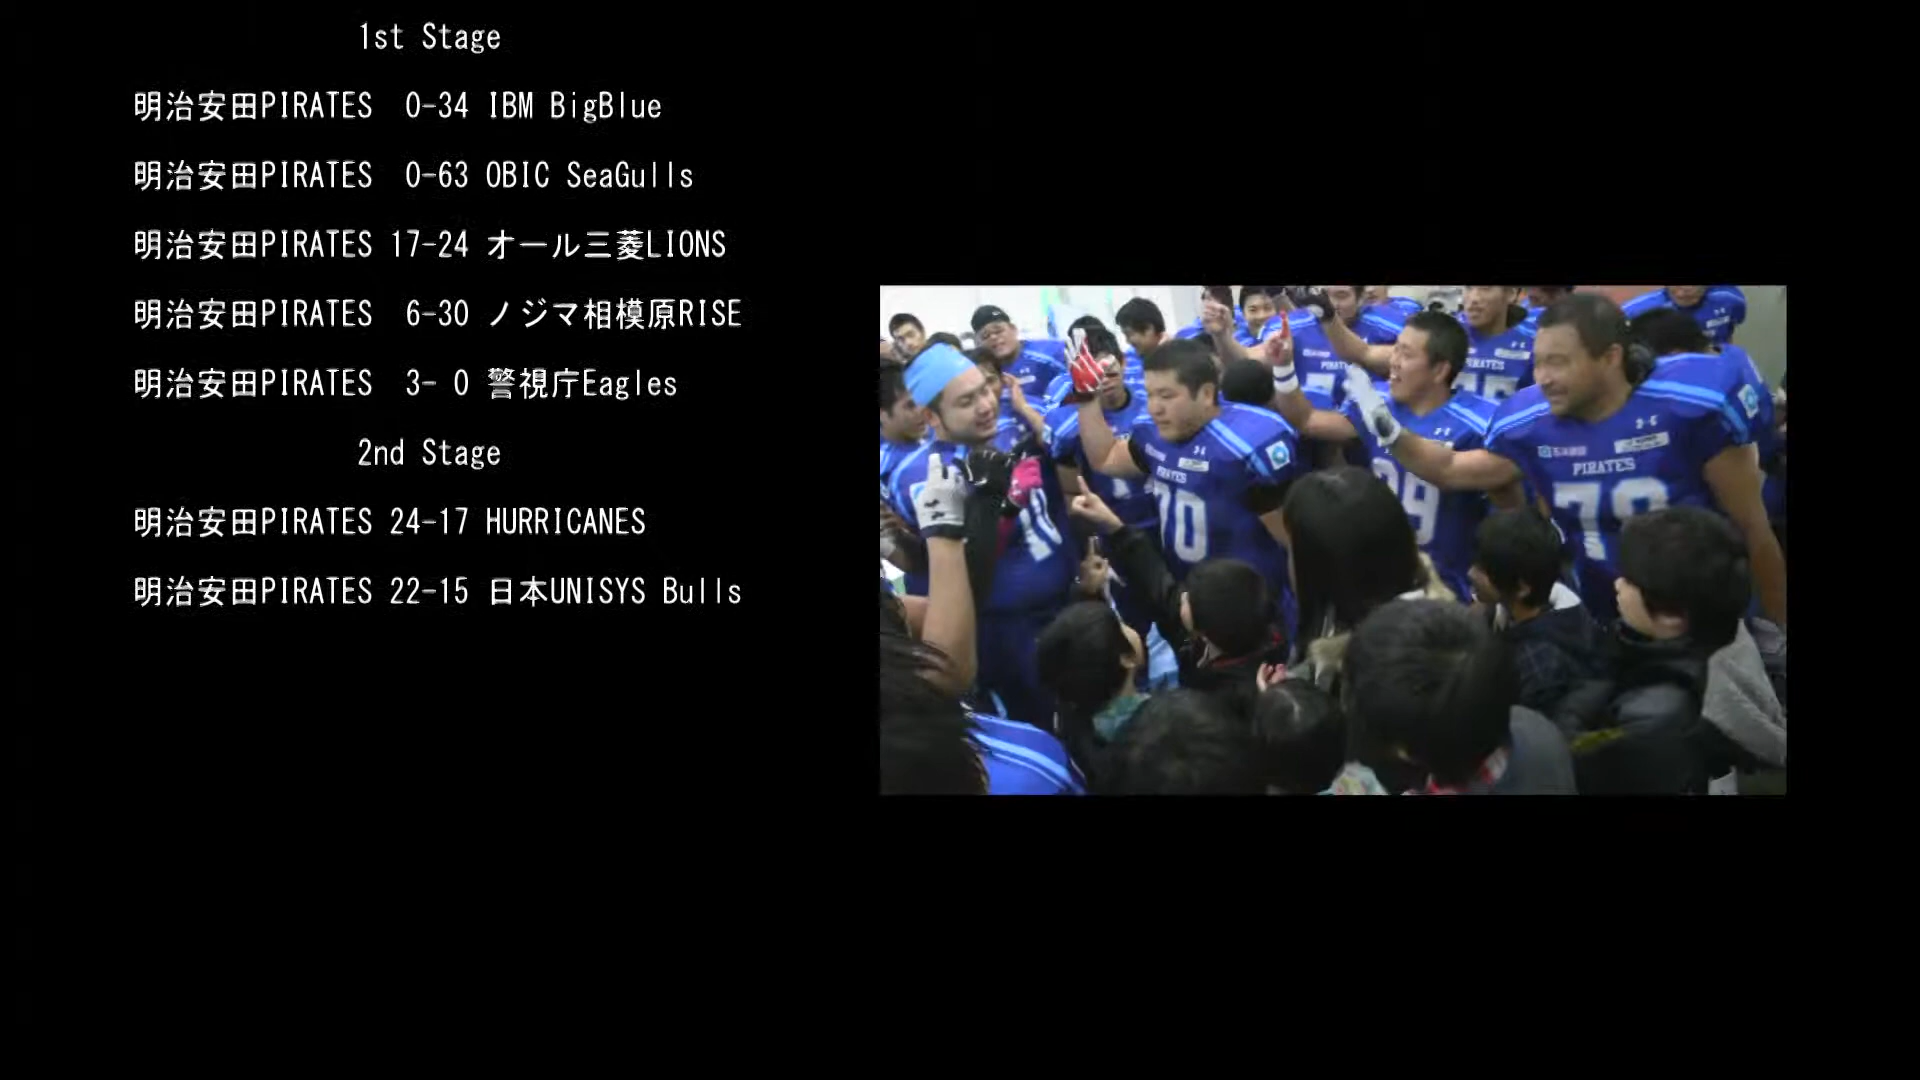 1st Stage
明治安田PIRATES 0-34 IBM BigBlue
明治安田PIRATES 0-63 OBIC SeaGulls
明治安田PIRATES 17-24 オール三菱LIONS
明治安田PIRATES 6-30 ノジマ相模原RISE
明治安田PIRATES 3- 0 警視庁Eagles
2nd Stage
明治安田PIRATES 24-17 HURRICANES
明治安田PIRATES 22-15 日本UNISYS Bulls
PIRATES
PIRATES
70
PIRATES